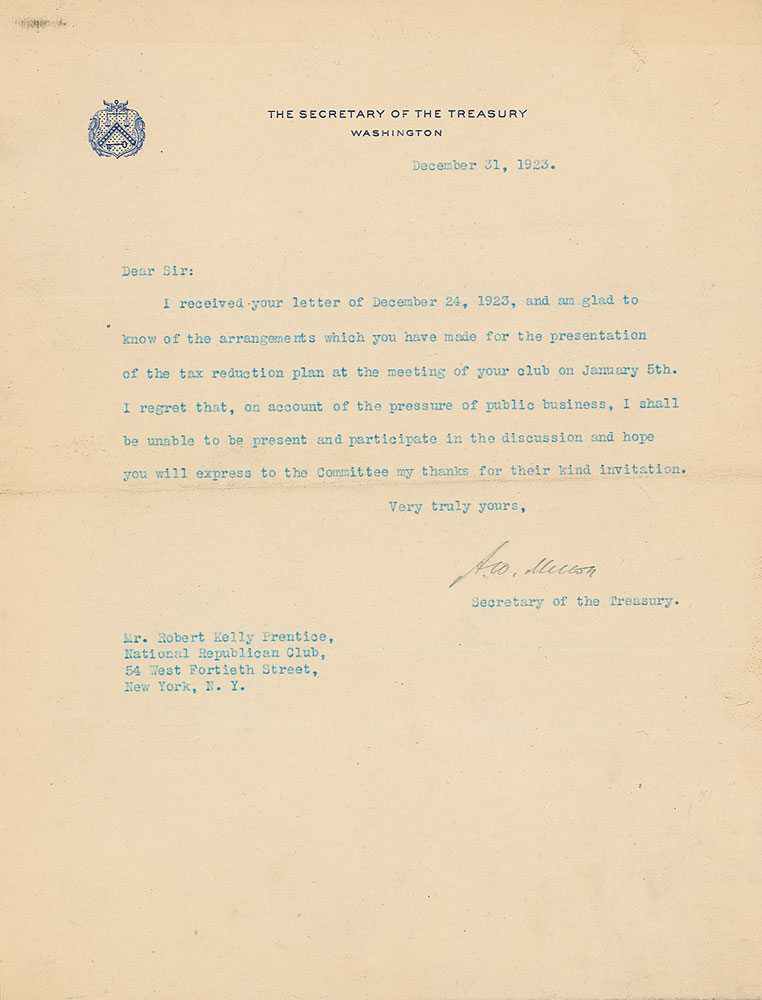 THE SECRETARY OF THE TREASURY
WASHINGTON
December 31, 1923.
Dear Sir:
I received your letter of December 24, 1923, and am glad to
know of the arrangements which you have made for the presentation
of the tax reduction plan at the meeting of your club on January 5th.
I regret that, on account of the pressure of public business, I shall
be unable to be present and participate in the discussion and hope
you will express to the Committee my thanks for their kind invitation.
Very truly yours,
A.W. Mellon
Secretary of the Treasury.
Mr. Robert Kelly Prentice,
National Republican Club,
54 West Fortieth Street,
New York, N. Y.